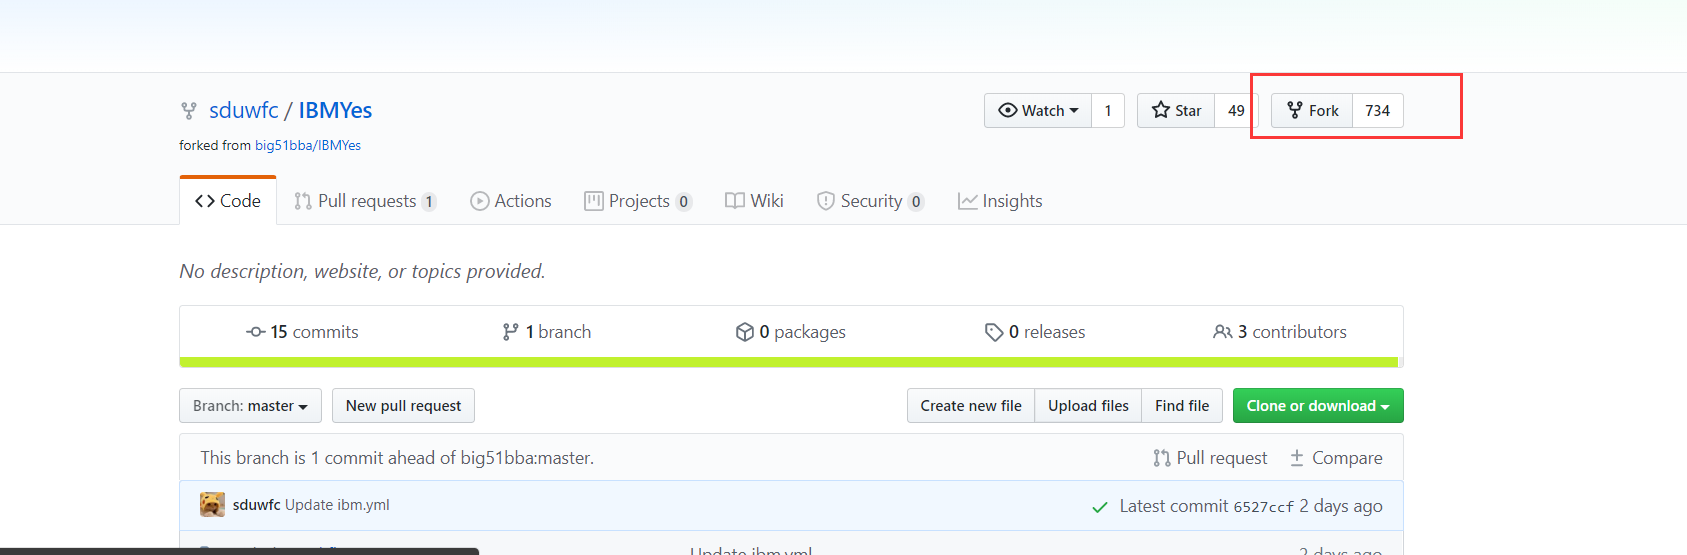 sduwfc / IBMYes
Watch 1 Star 49 Fork 734
forked from big51bba/IBMYes
Code Pull requests 1 Actions Projects 0 Wiki Security 0 Insights
No description, website, or topics provided.
15 commits 1 branch 0 packages 0 releases 3 contributors
Branch: master New pull request Create new file Upload files Find file Clone or download
This branch is 1 commit ahead of big51bba:master. Pull request Compare
sduwfc Update ibm.yml Latest commit 6527ccf 2 days ago
Update ibm.yml 2 days ago